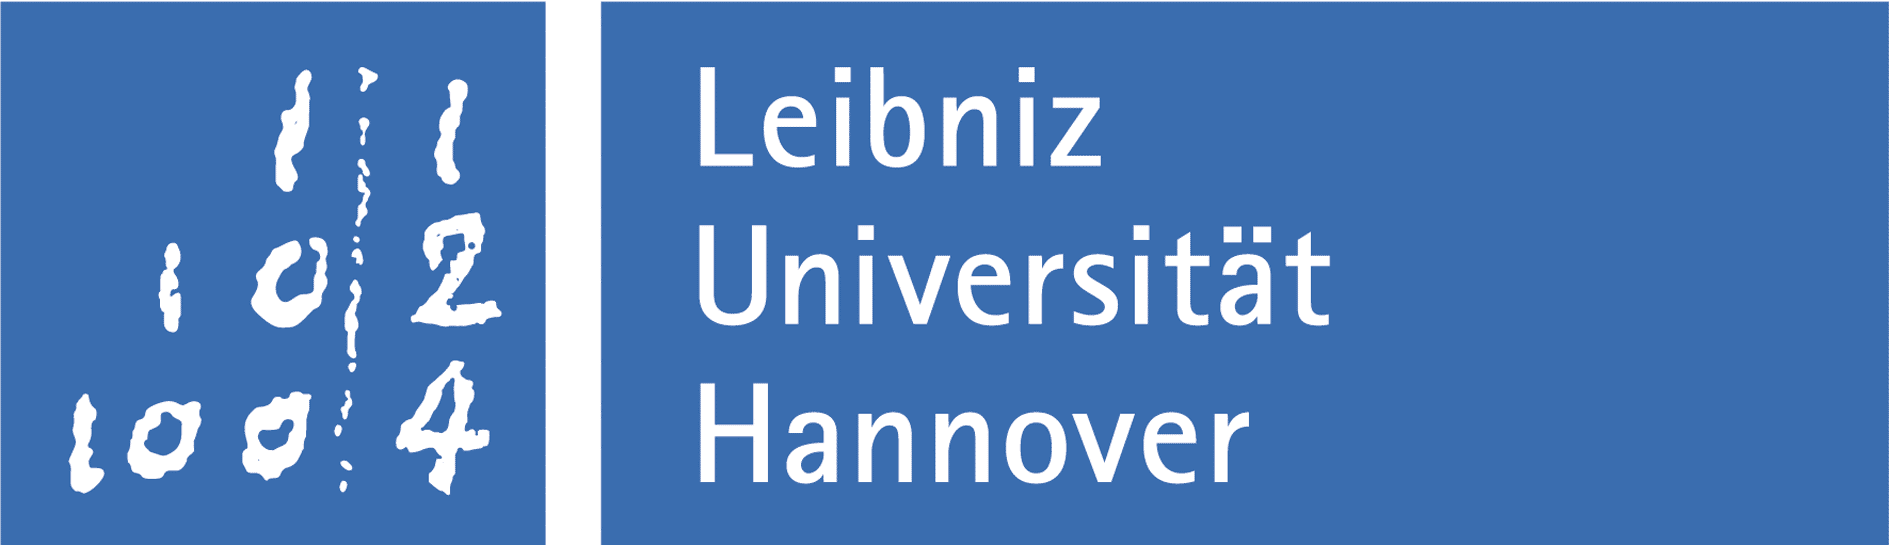 1 | 1
10 | 2
100 | 4
Leibniz
Universität
Hannover